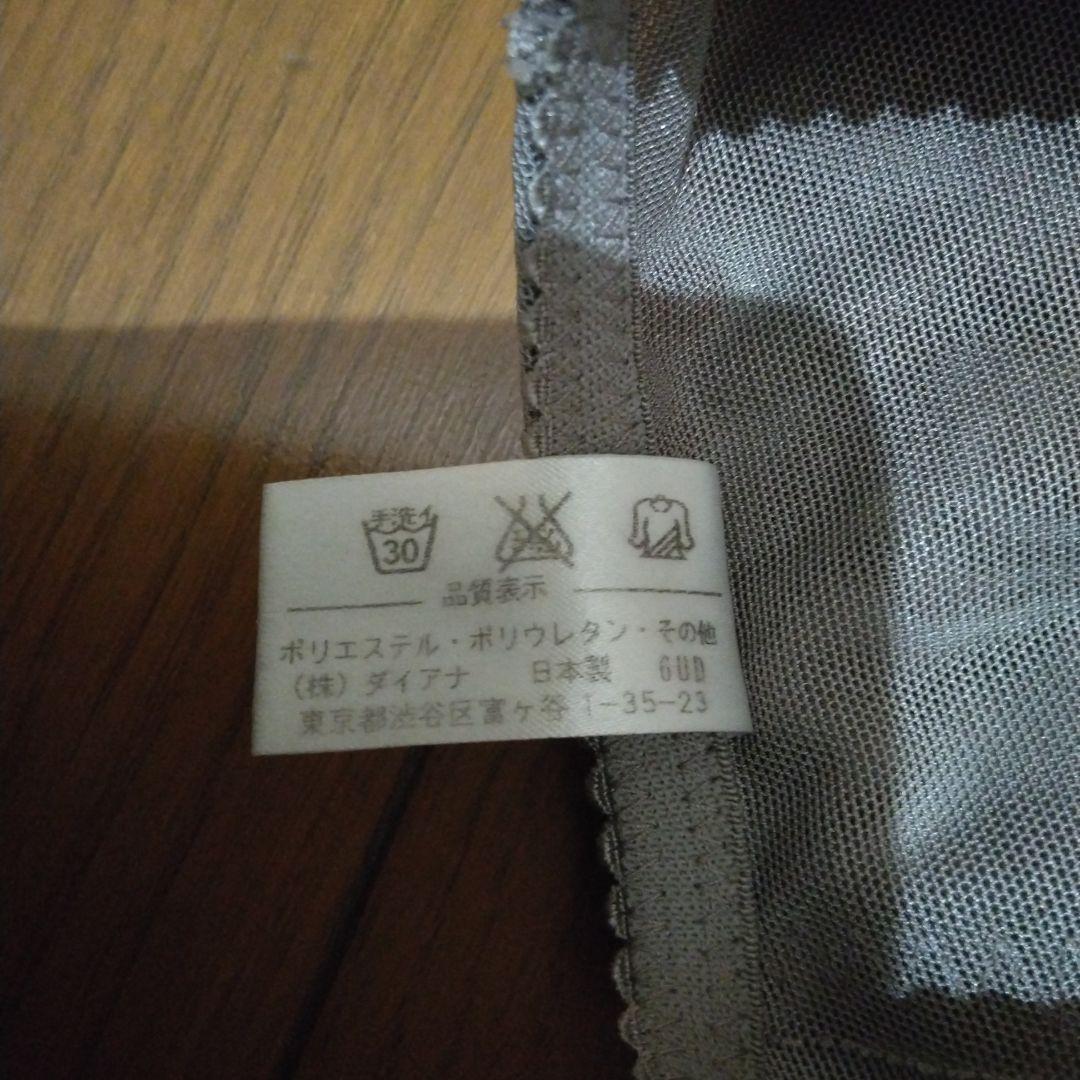 手洗イ
30
品質表示
ポリエステル・ポリウレタン・その他
(株)ダイアナ 日本製 6UD
東京都渋谷区富ヶ谷1-35-23